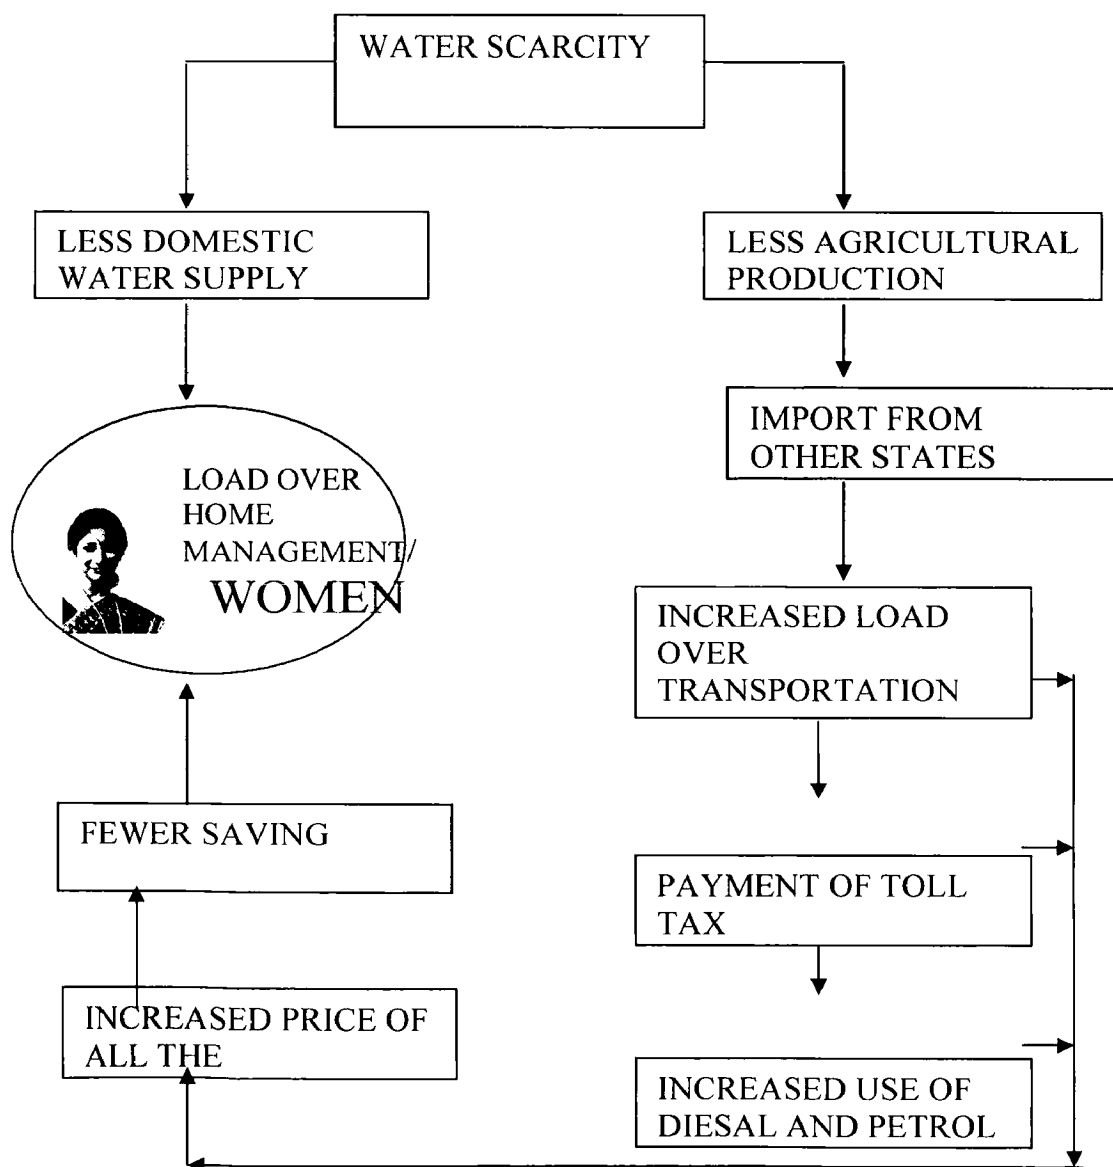 WATER SCARCITY
LESS DOMESTIC
WATER SUPPLY
LESS AGRICULTURAL
PRODUCTION
IMPORT FROM
OTHER STATES
LOAD OVER
HOME
MANAGEMENT/
WOMEN
INCREASED LOAD
OVER
TRANSPORTATION
FEWER SAVING
PAYMENT OF TOLL
TAX
INCREASED PRICE OF
ALL THE
INCREASED USE OF
DIESAL AND PETROL